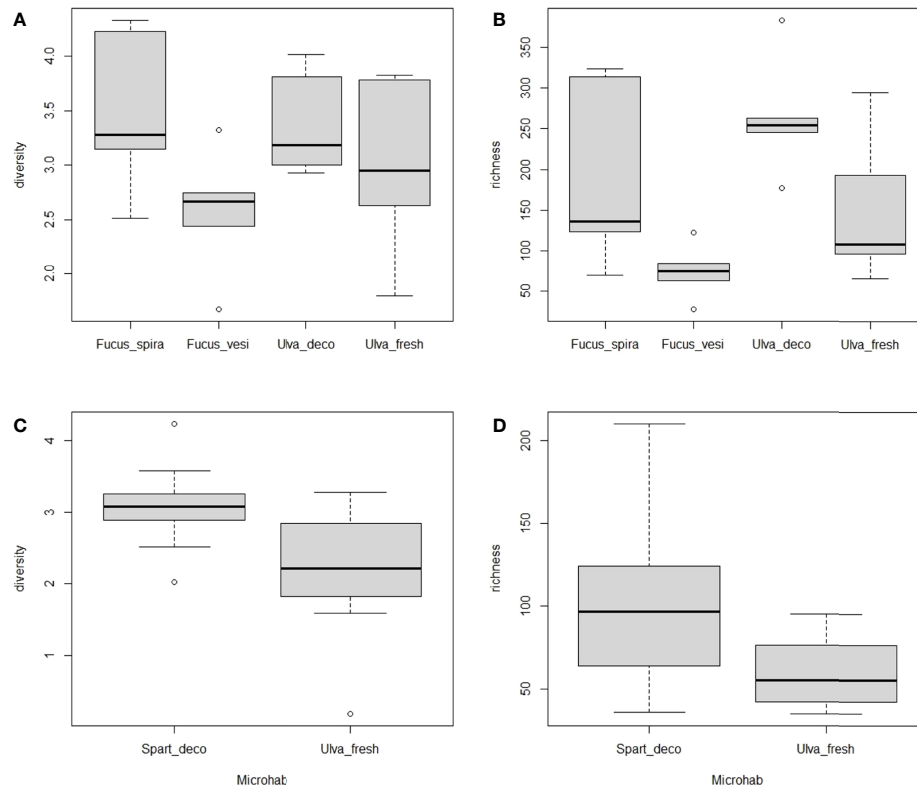 A
diversity
4.0
3.5
3.0
2.5
2.0
Fucus_spira Fucus_vesi Ulva_deco Ulva_fresh
B
richness
350
300
250
200
150
100
50
Fucus_spira Fucus_vesi Ulva_deco Ulva_fresh
C
diversity
4
3
2
1
Spart_deco Ulva_fresh
Microhab
D
richness
200
150
100
50
Spart_deco Ulva_fresh
Microhab